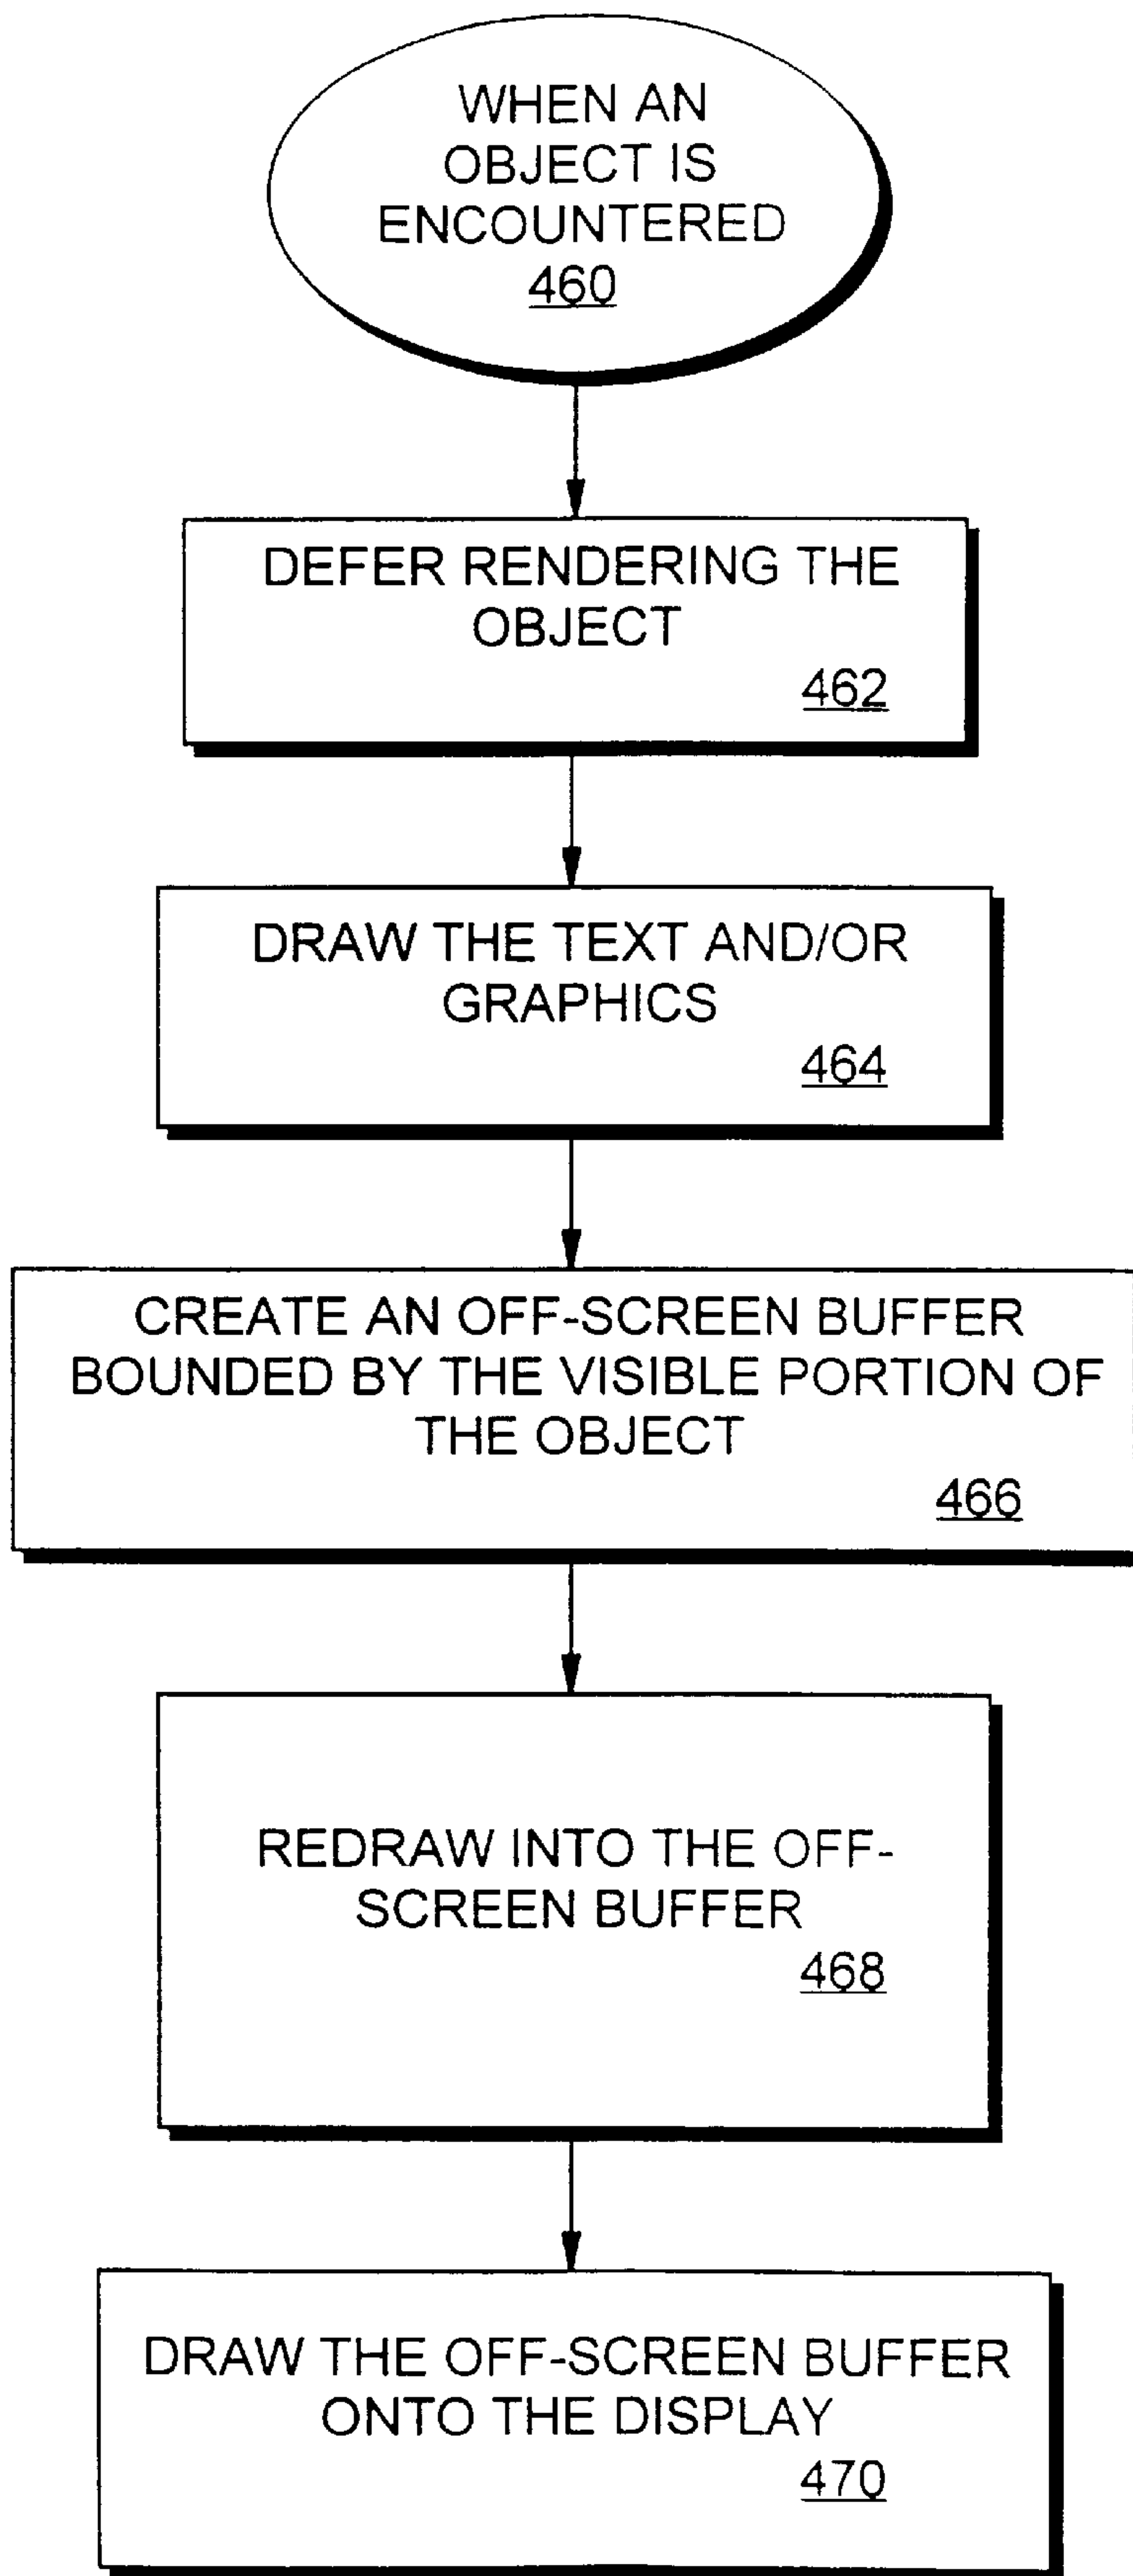 WHEN AN
OBJECT IS
ENCOUNTERED
460
DEFER RENDERING THE
OBJECT
462
DRAW THE TEXT AND/OR
GRAPHICS
464
CREATE AN OFF-SCREEN BUFFER
BOUNDED BY THE VISIBLE PORTION OF
THE OBJECT
466
REDRAW INTO THE OFF-
SCREEN BUFFER
468
DRAW THE OFF-SCREEN BUFFER
ONTO THE DISPLAY
470